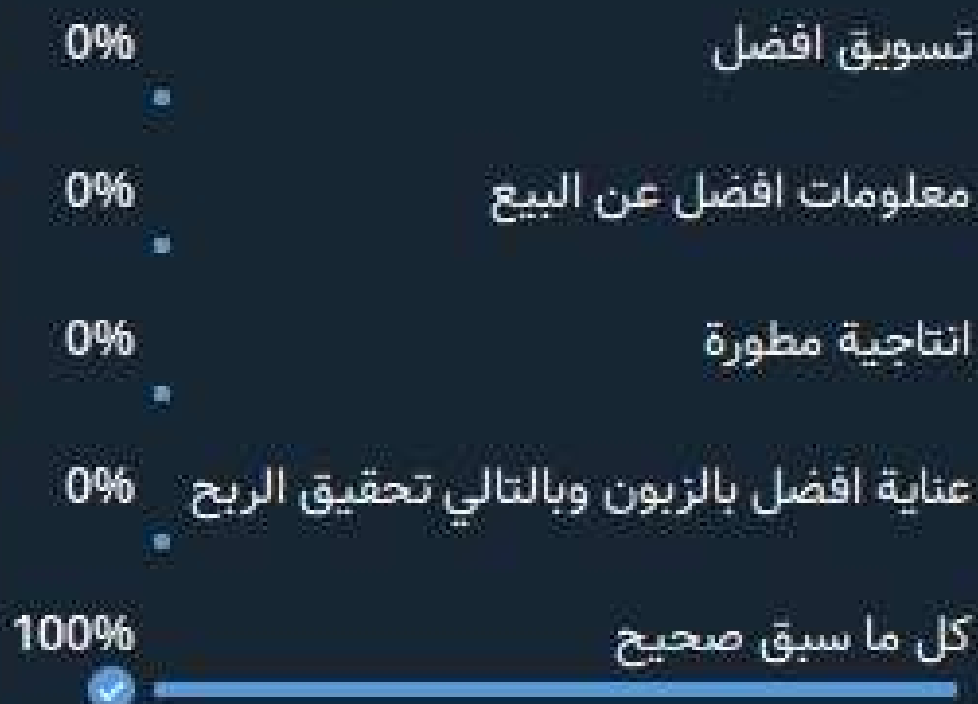 تسويق افضل 0%
معلومات افضل عن البيع 0%
انتاجية مطورة 0%
عناية افضل بالزبون وبالتالي تحقيق الربح 0%
كل ما سبق صحيح 100%